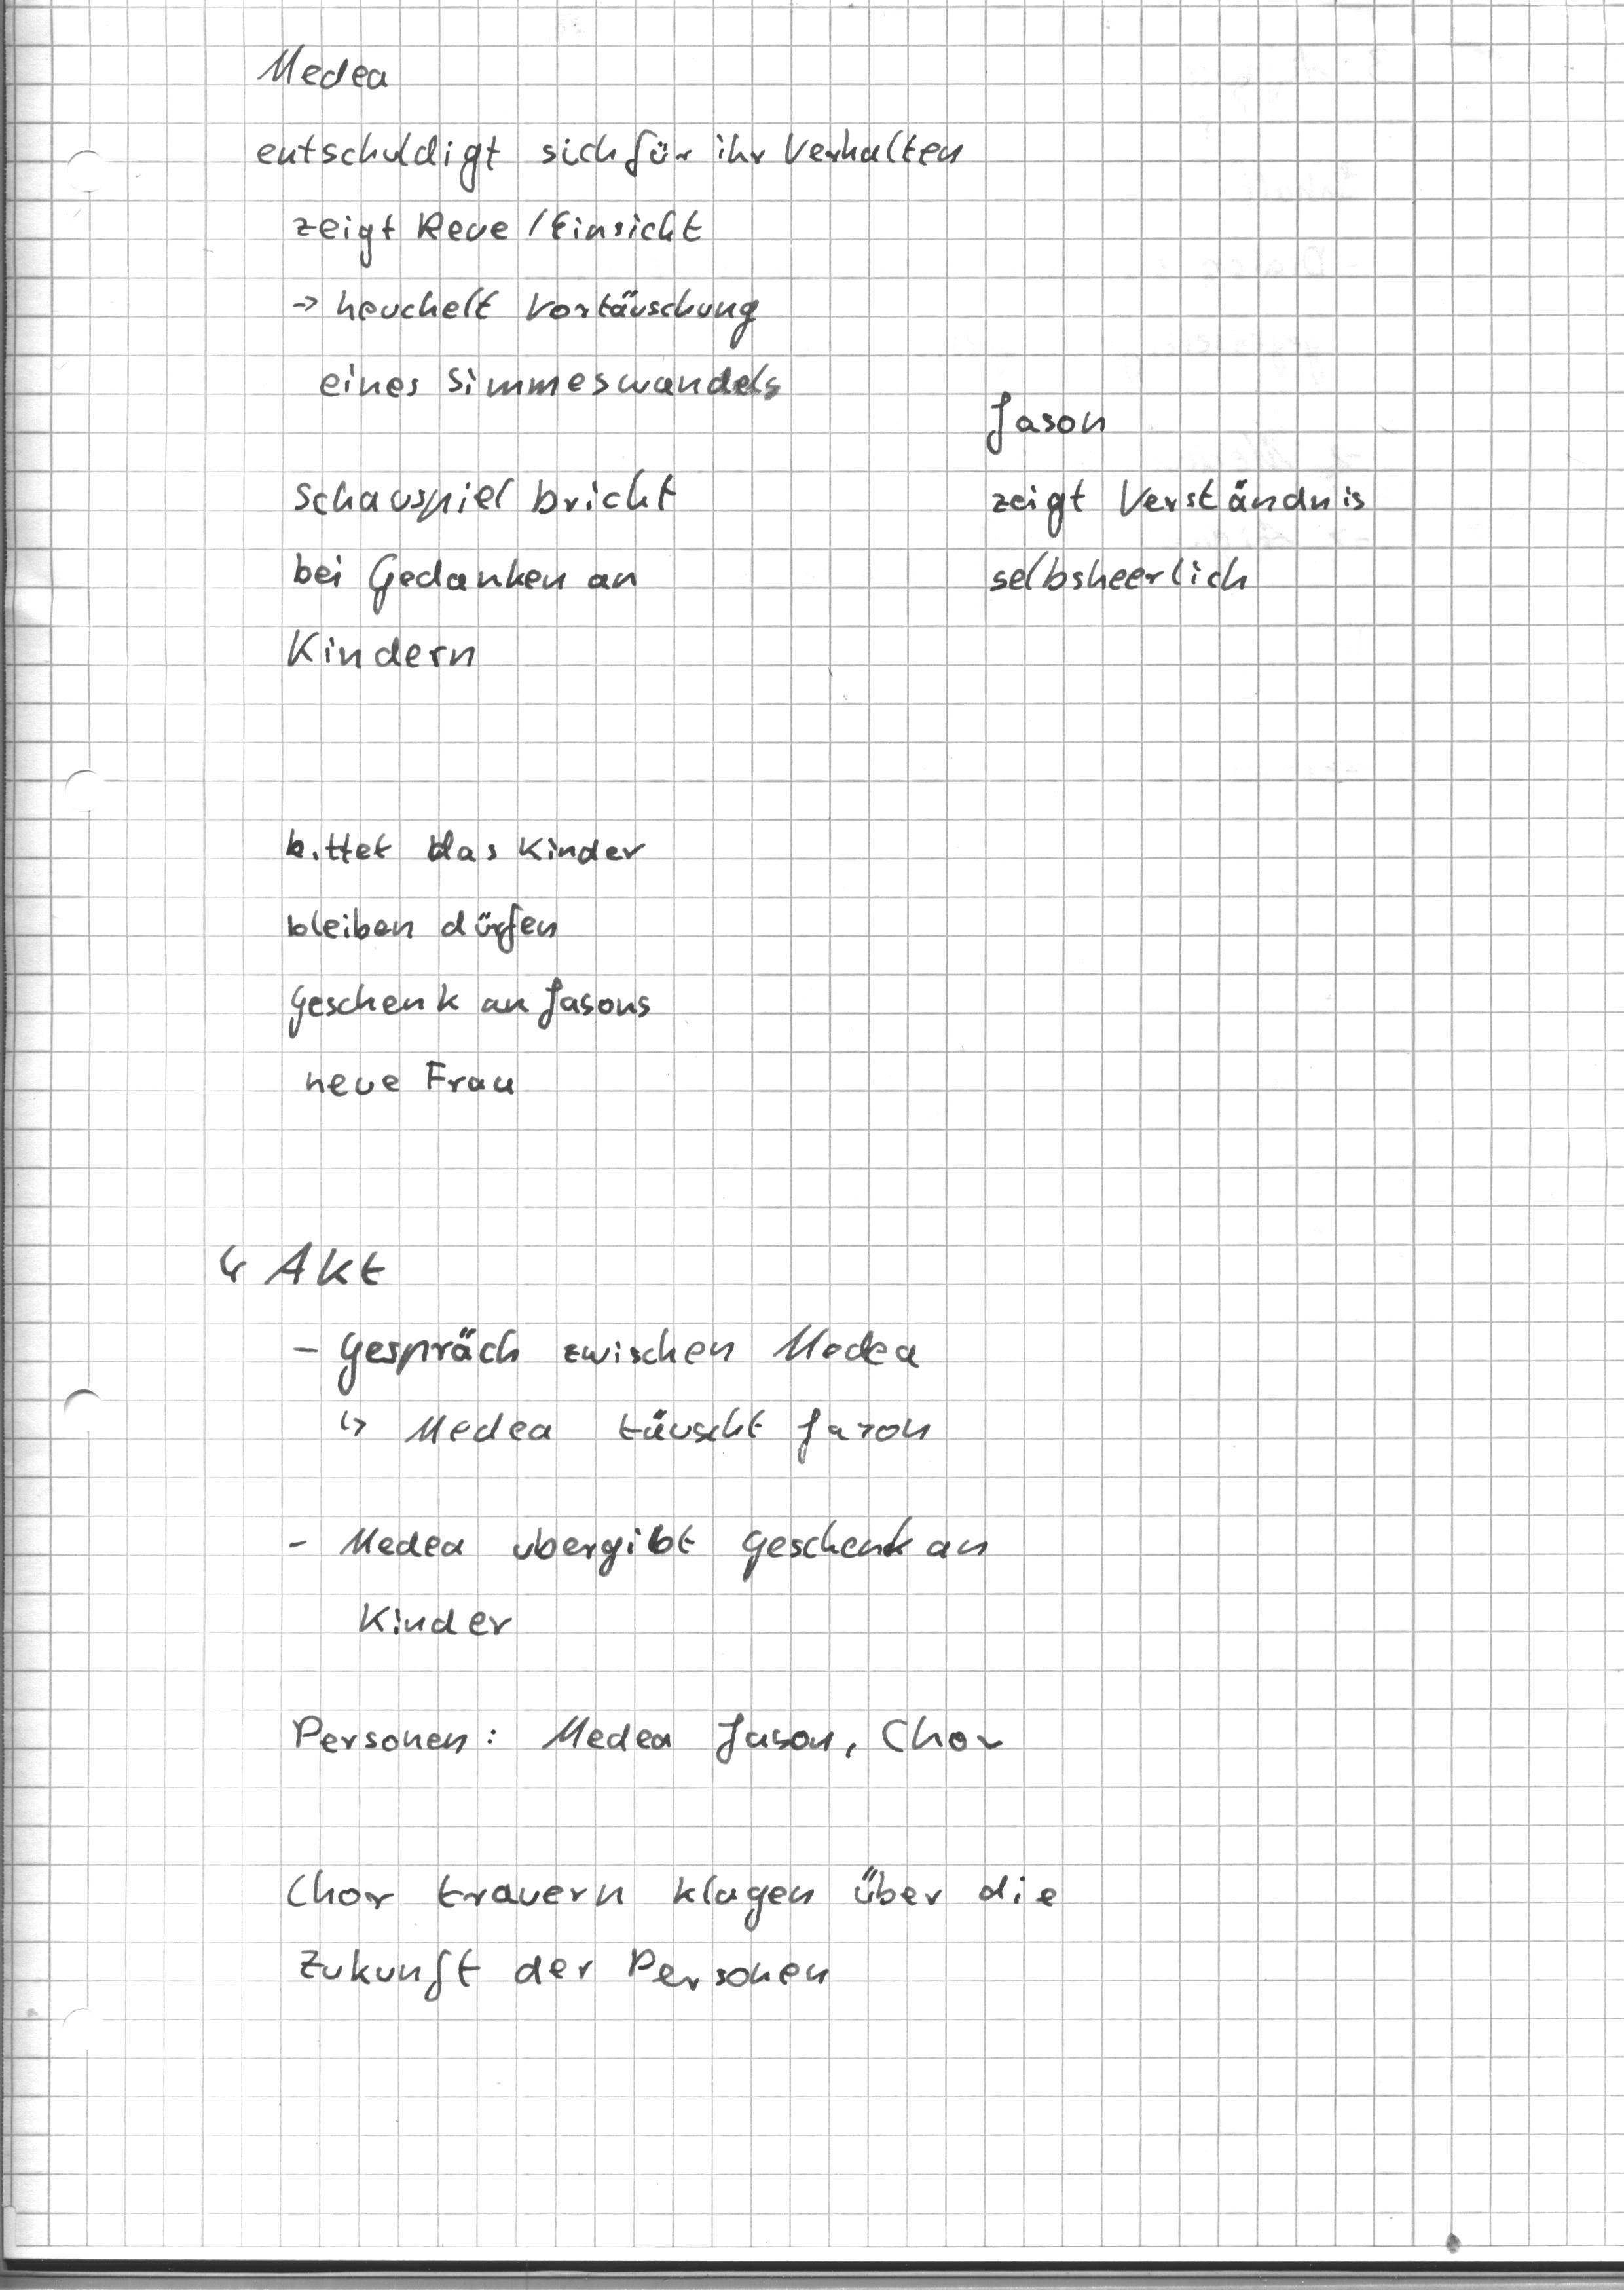 Medea
entschuldigt sich für ihr Verhalten
zeigt Reue / Einsicht
→ heuchelt Vortäuschung
eines Simmeswandels
Schauspiel bricht
bei Gedanken an
Kindern
Jason
zeigt Verständnis
selbsheerlich
bittet das Kinder
bleiben dürfen
Geschenk an Jasons
neue Frau
4 Akt
- Gespräch zwischen Medea
↳ Medea täuscht Jason
- Medea ubergibt Geschenk an
Kinder
Personen: Medea Jason, Chor
Chor trauern klagen über die
Zukunft der Personen